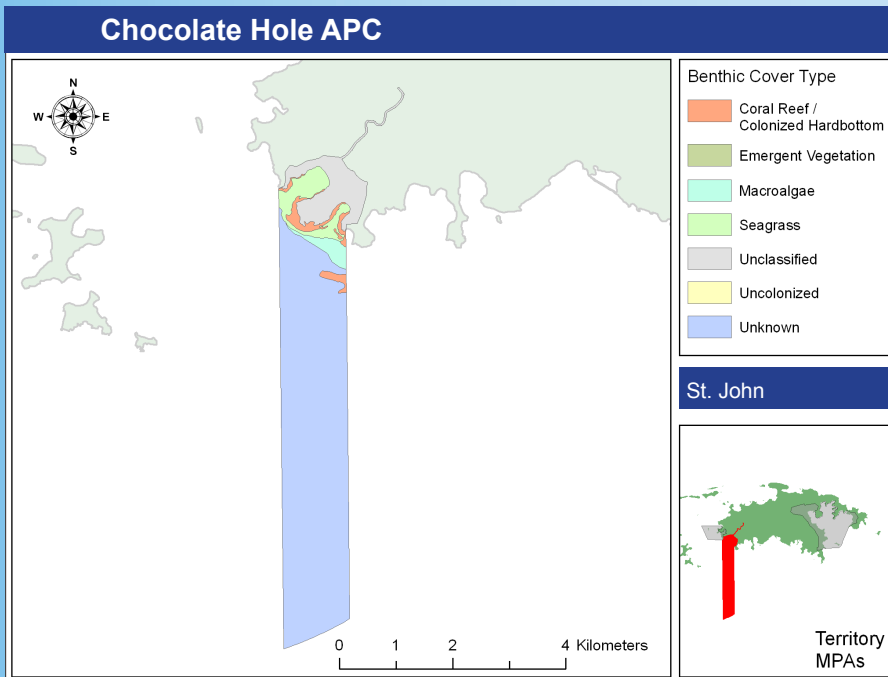 Chocolate Hole APC
N
W E
S
Benthic Cover Type
Coral Reef /
Colonized Hardbottom
Emergent Vegetation
Macroalgae
Seagrass
Unclassified
Uncolonized
Unknown
0 1 2 4 Kilometers
St. John
Territory
MPAs